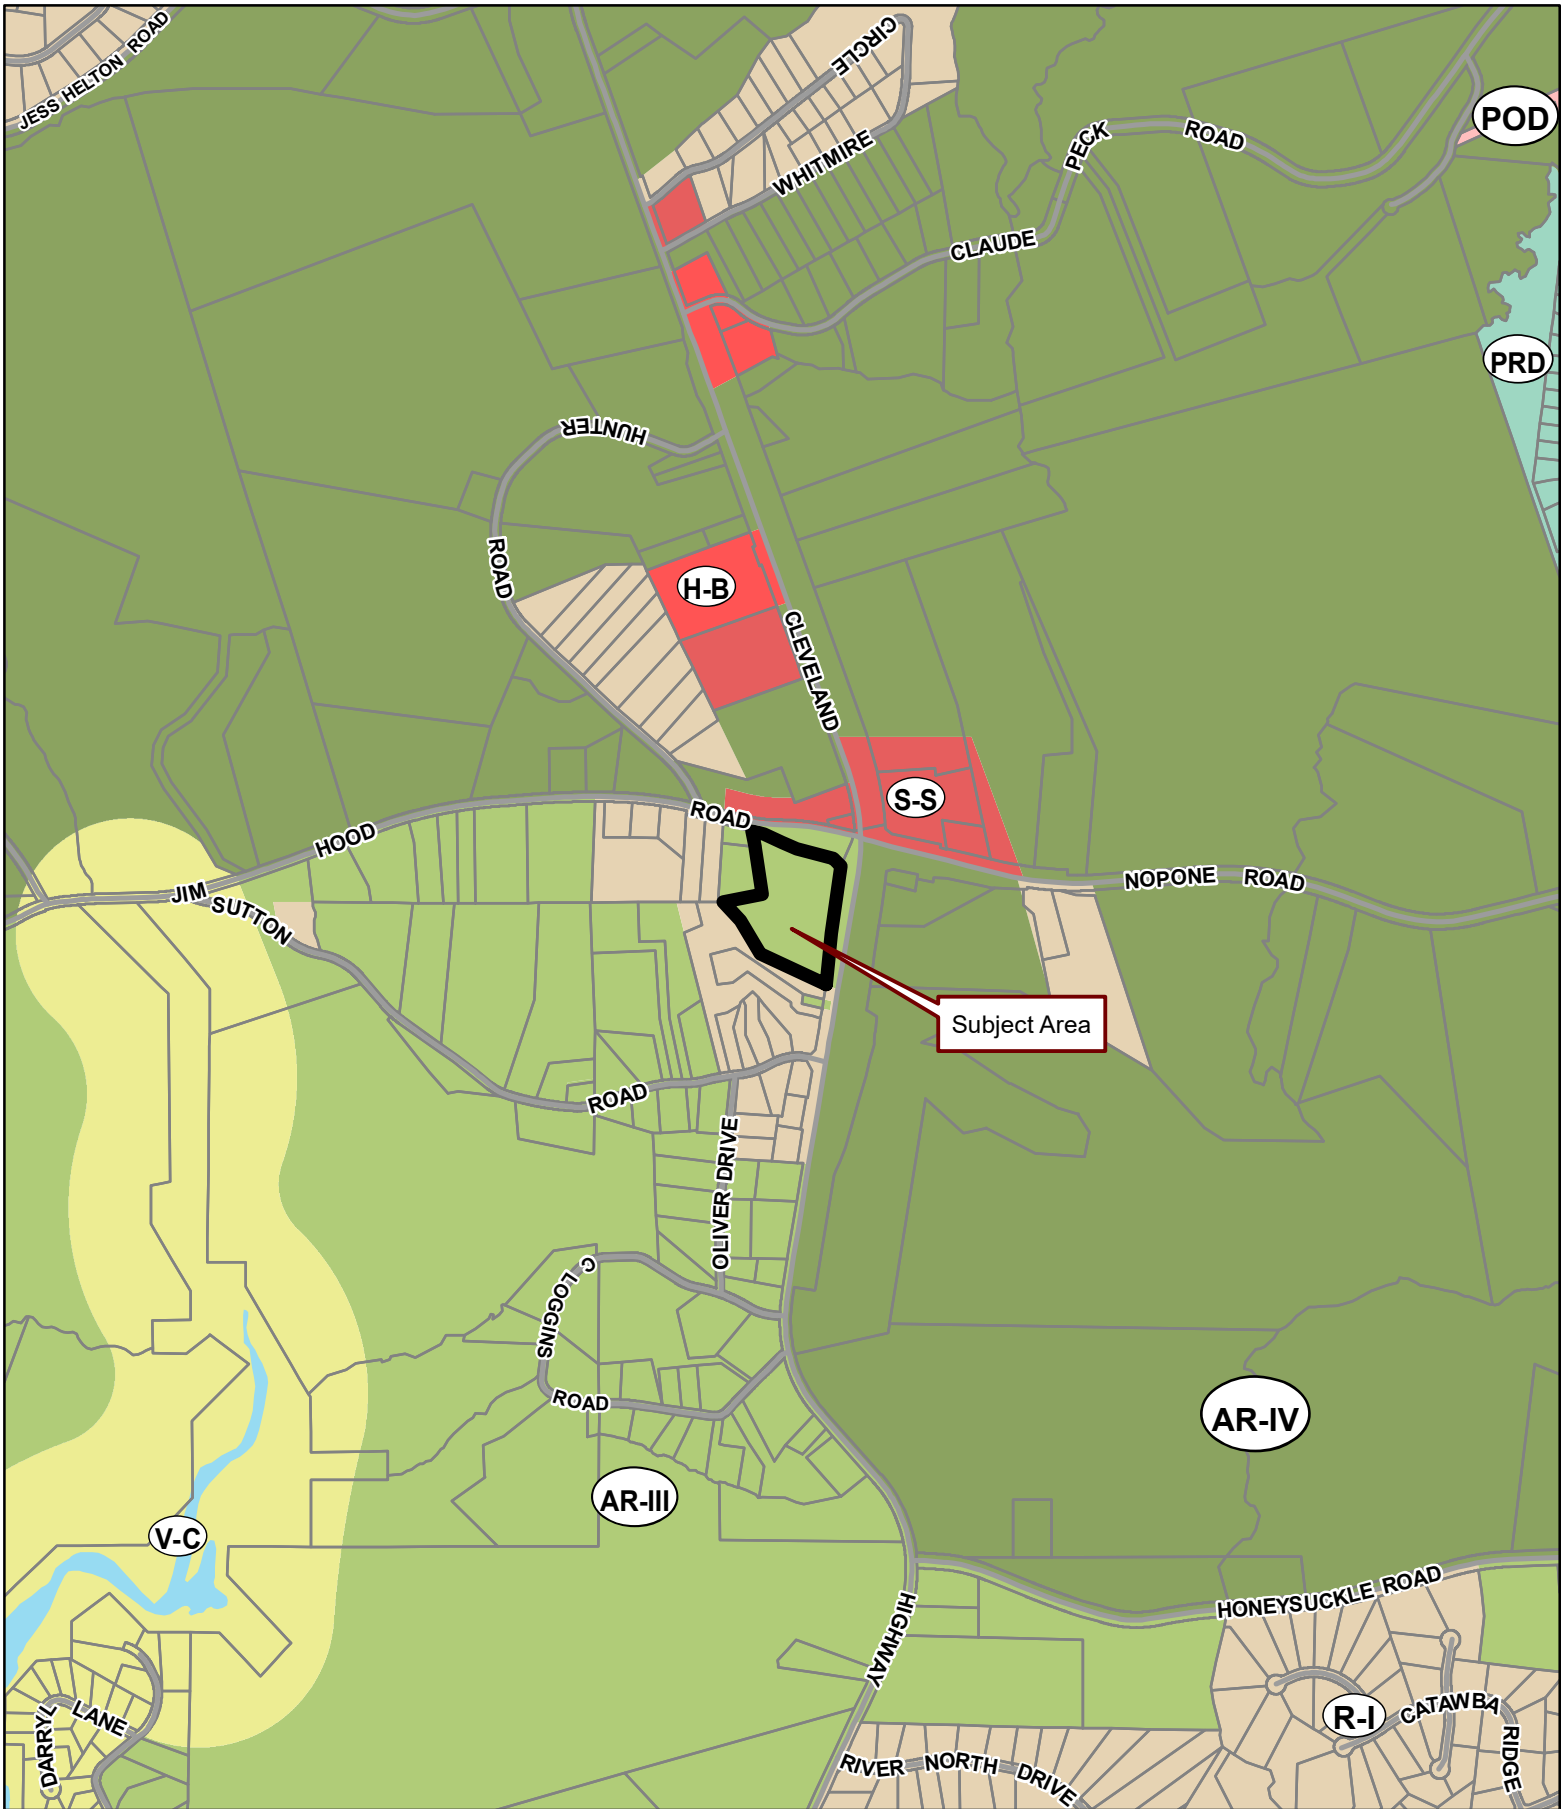 JESS HELTON ROAD
CIRCLE
WHITMIRE
PECK
ROAD
POD
CLAUDE
PRD
HUNTER
ROAD
H-B
CLEVELAND
S-S
ROAD
HOOD
JIM
SUTTON
NOPONE ROAD
Subject Area
ROAD
OLIVER DRIVE
C LOGGINS
ROAD
AR-IV
AR-III
V-C
HIGHWAY
HONEYSUCKLE ROAD
R-I
CATAWBA
RIDGE
DARRYL
LANE
RIVER NORTH DRIVE